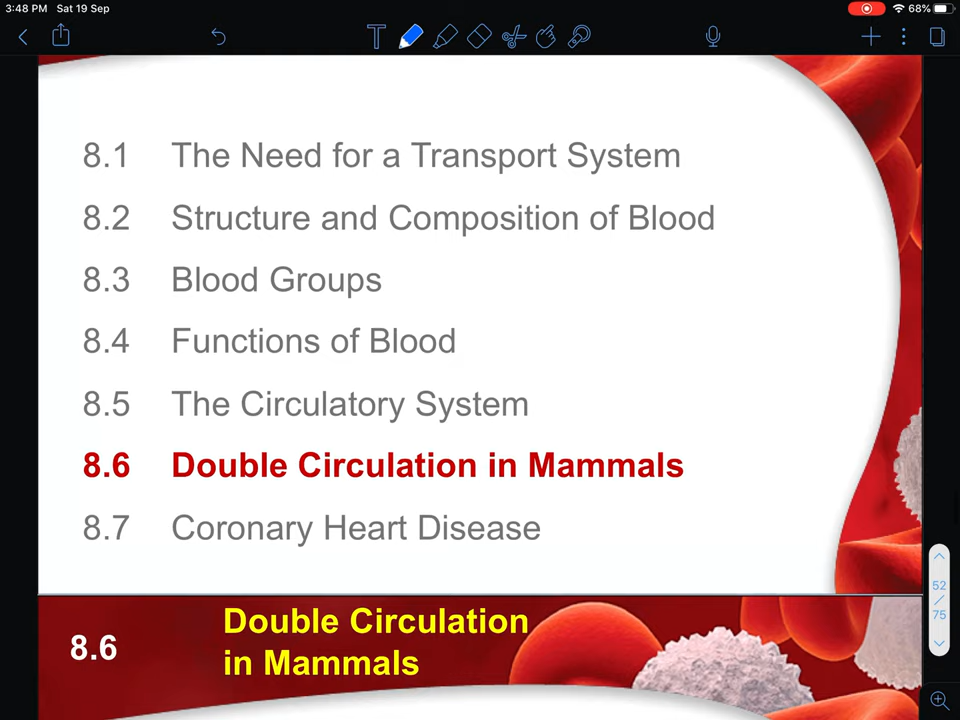 3:48 PM Sat 19 Sep
68%
8.1 The Need for a Transport System
8.2 Structure and Composition of Blood
8.3 Blood Groups
8.4 Functions of Blood
8.5 The Circulatory System
8.6 Double Circulation in Mammals
8.7 Coronary Heart Disease
52
/
75
8.6
Double Circulation
in Mammals